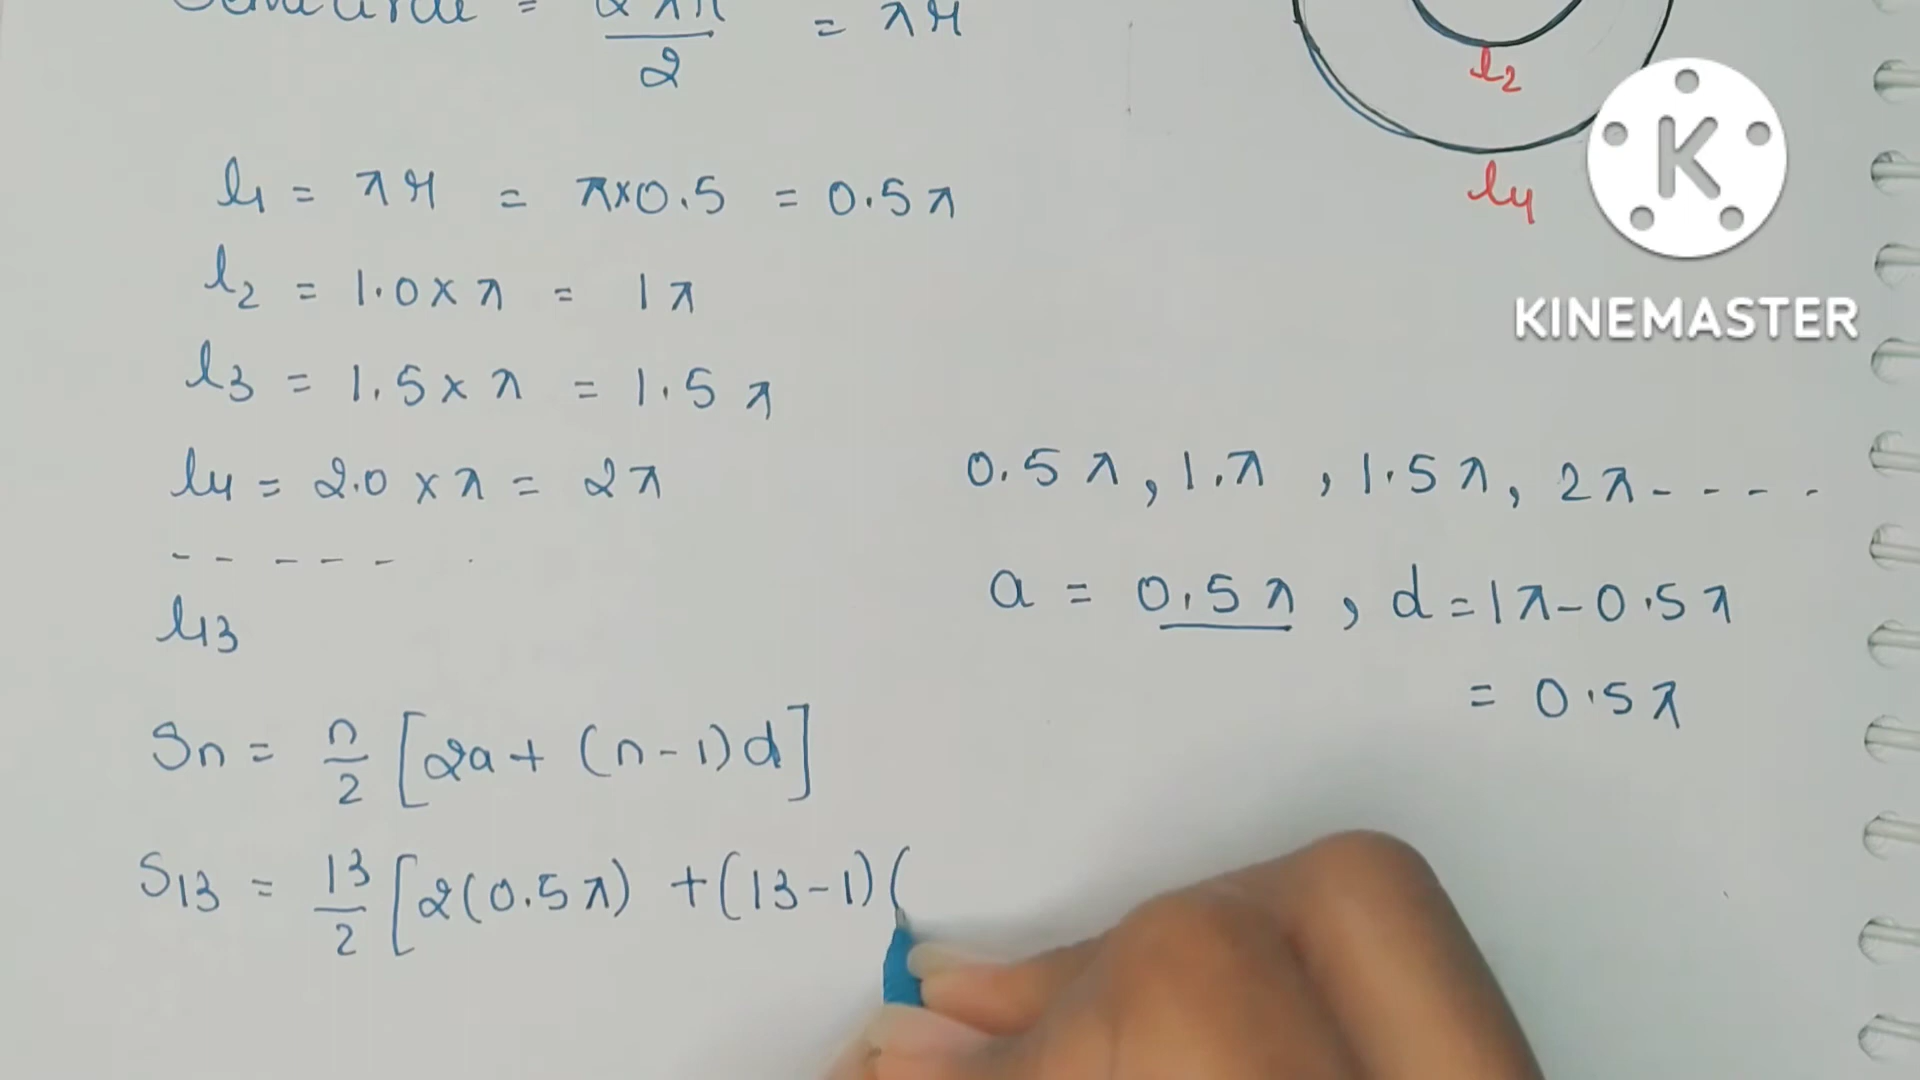 = 2πr/2 = πr
l2
l4
K
KINEMASTER
l1 = πr = π×0.5 = 0.5π
l2 = 1.0×π = 1π
l3 = 1.5×π = 1.5π
l4 = 2.0×π = 2π
- - - - - .
l13
0.5π, 1.π, 1.5π, 2π - - - -
a = 0.5π, d = 1π - 0.5π
= 0.5π
Sn = n/2 [2a + (n-1)d]
S13 = 13/2 [2(0.5π) + (13-1)(